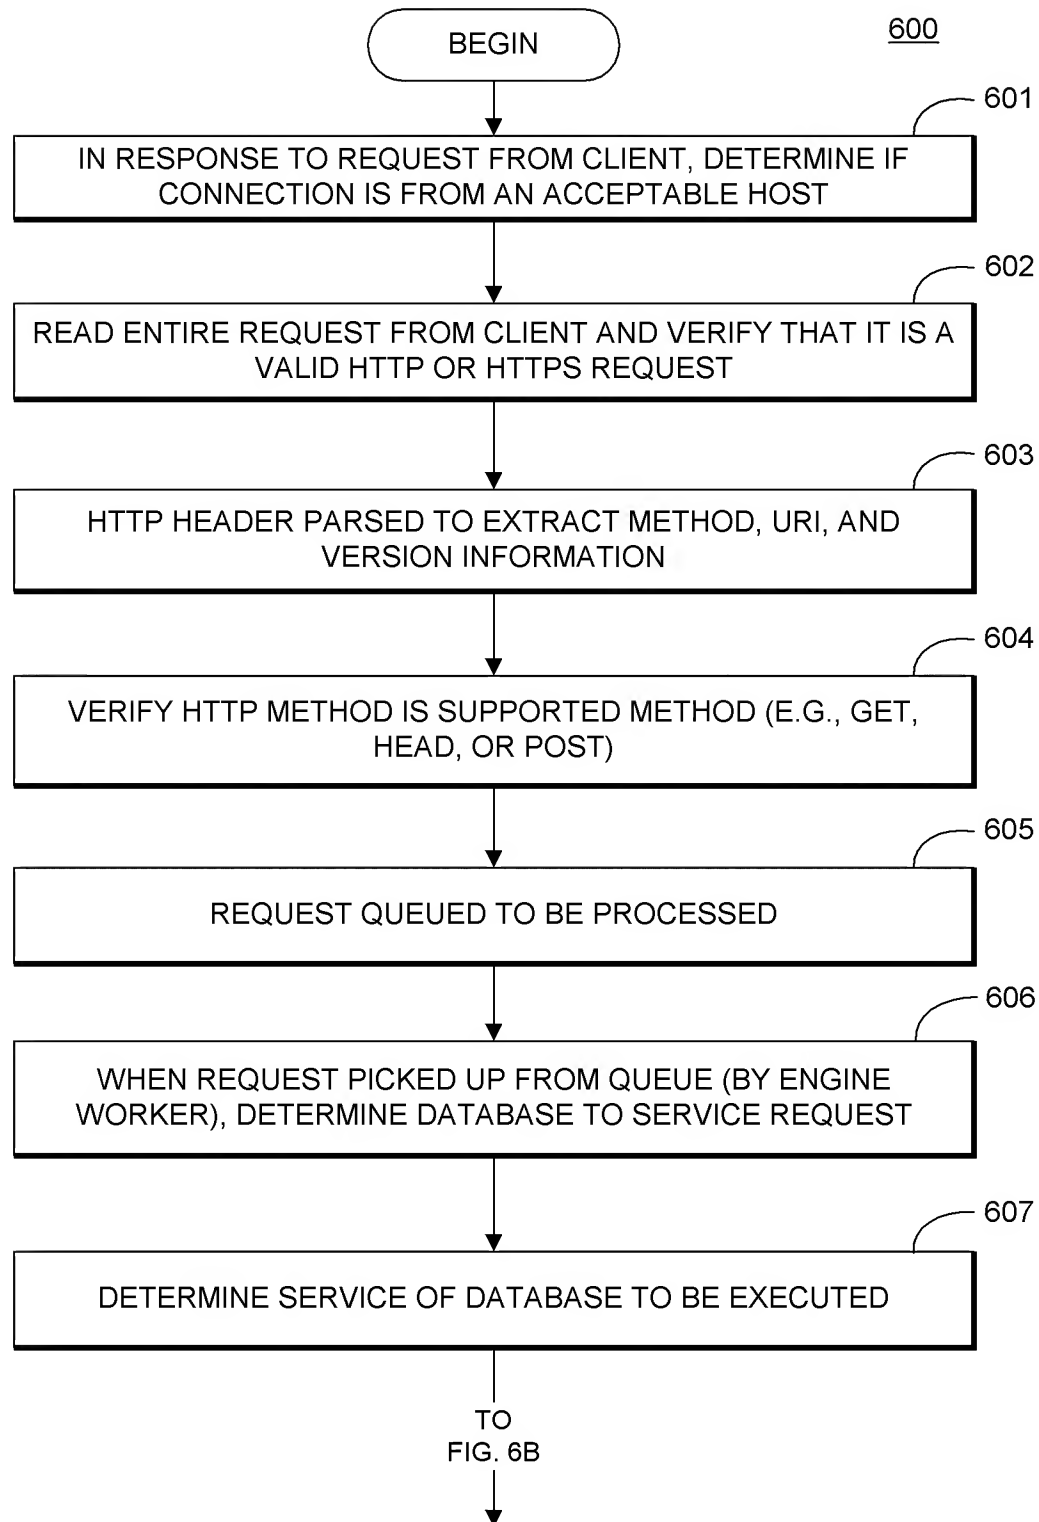 BEGIN
600
601
IN RESPONSE TO REQUEST FROM CLIENT, DETERMINE IF
CONNECTION IS FROM AN ACCEPTABLE HOST
602
READ ENTIRE REQUEST FROM CLIENT AND VERIFY THAT IT IS A
VALID HTTP OR HTTPS REQUEST
603
HTTP HEADER PARSED TO EXTRACT METHOD, URI, AND
VERSION INFORMATION
604
VERIFY HTTP METHOD IS SUPPORTED METHOD (E.G., GET,
HEAD, OR POST)
605
REQUEST QUEUED TO BE PROCESSED
606
WHEN REQUEST PICKED UP FROM QUEUE (BY ENGINE
WORKER), DETERMINE DATABASE TO SERVICE REQUEST
607
DETERMINE SERVICE OF DATABASE TO BE EXECUTED
TO
FIG. 6B